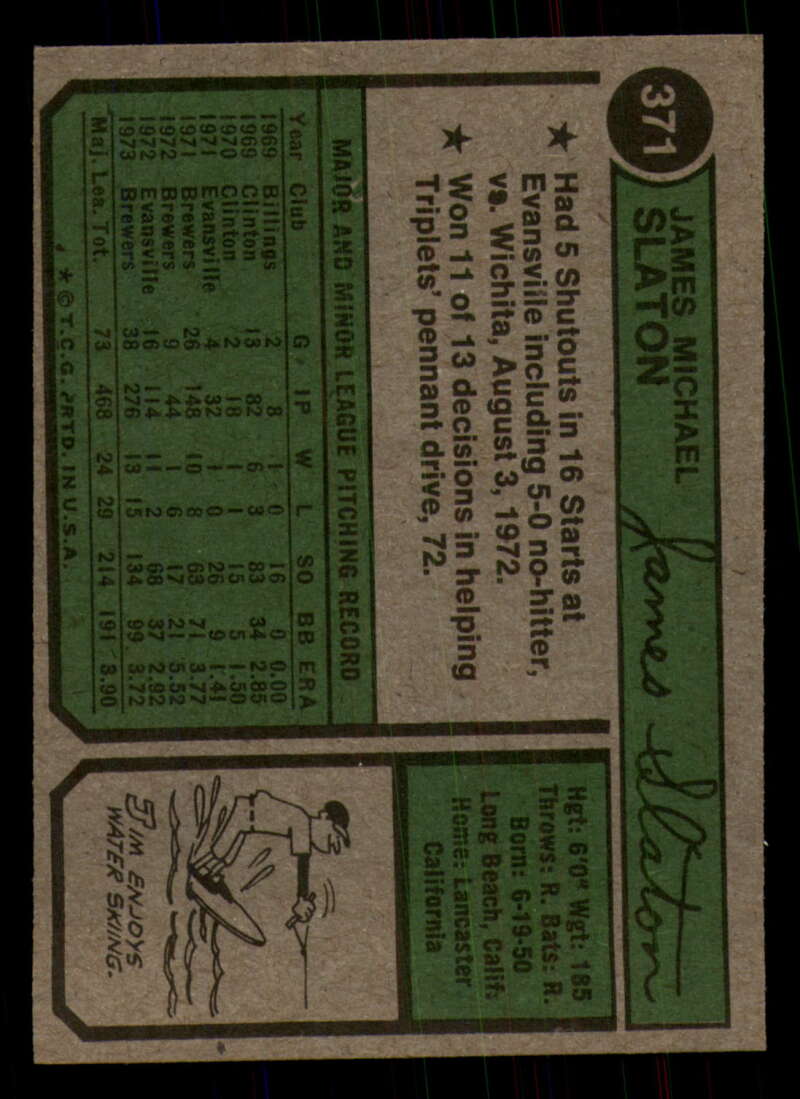 371
JAMES MICHAEL
SLATON
James Slaton
★ Had 5 Shutouts in 16 Starts at
Evansville including 5-0 no-hitter,
vs. Wichita, August 3, 1972.
★ Won 11 of 13 decisions in helping
Triplets' pennant drive, 72.
Hgt: 6'0" Wgt: 185
Throws: R. Bats: R.
Born: 6-19-50
Long Beach, Calif.
Home: Lancaster
California
MAJOR AND MINOR LEAGUE PITCHING RECORD
Year Club G IP W L SO BB ERA
1969 Billings 2 8 1 0 16 0 0.00
1969 Clinton 13 82 6 3 83 34 2.85
1970 Clinton 2 18 1 1 15 5 1.50
1971 Evansville 4 32 1 0 26 9 1.41
1971 Brewers 26 148 10 8 63 71 3.77
1972 Brewers 9 44 1 6 17 21 5.52
1972 Evansville 16 114 11 2 68 37 2.92
1973 Brewers 38 276 13 15 134 99 3.72
Maj. Lea. Tot. 73 468 24 29 214 191 3.90
* © T.C.G. PRTD. IN U.S.A.
JIM ENJOYS
WATER SKIING.